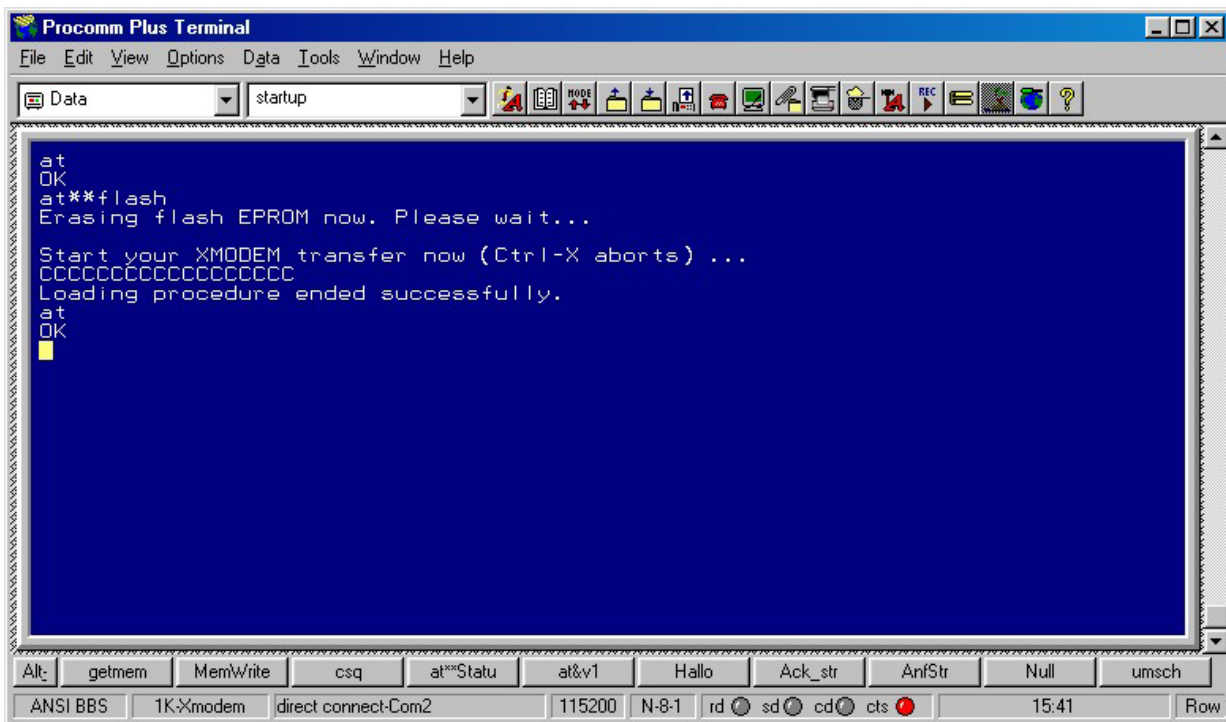 Procomm Plus Terminal
File Edit View Options Data Tools Window Help
Data startup MODE REC
at
OK
at**flash
Erasing flash EPROM now. Please wait...
Start your XMODEM transfer now (Ctrl-X aborts) ...
CCCCCCCCCCCCCCCCCC
Loading procedure ended successfully.
at
OK
Alt- getmem MemWrite csq at**Statu at&v1 Hallo Ack_str AnfStr Null umsch
ANSI BBS 1K-Xmodem direct connect-Com2 115200 N-8-1 rd sd cd cts 15:41 Row